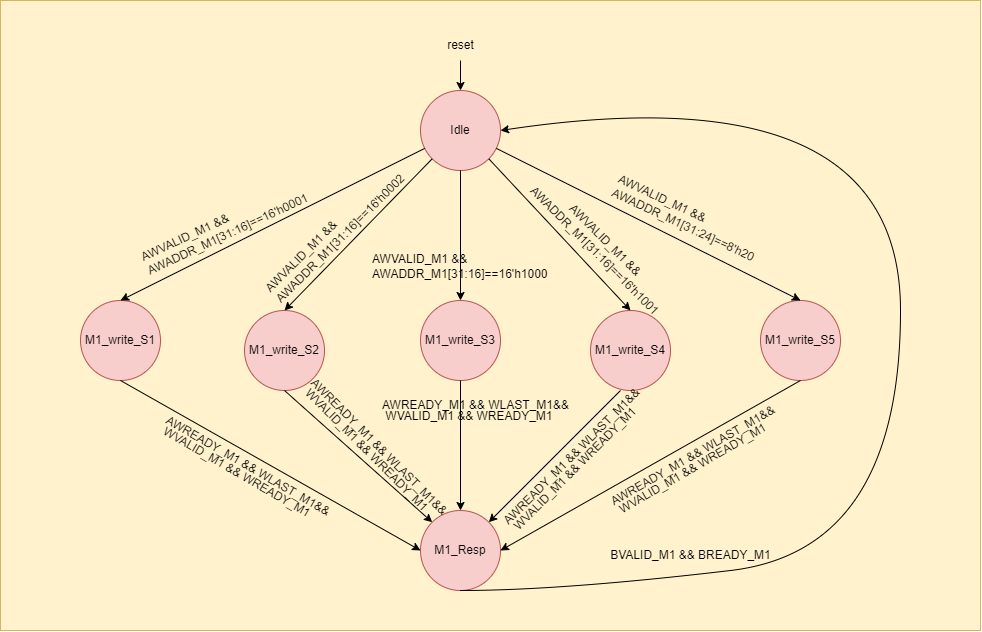 reset
Idle
AWVALID_M1 &&
AWADDR_M1[31:16]==16'h0001
AWVALID_M1 &&
AWADDR_M1[31:16]==16'h0002
AWVALID_M1 &&
AWADDR_M1[31:16]==16'h1000
AWVALID_M1 &&
AWADDR_M1[31:16]==16'h1001
AWVALID_M1 &&
AWADDR_M1[31:24]==8'h20
M1_write_S1
M1_write_S2
M1_write_S3
M1_write_S4
M1_write_S5
AWREADY_M1 && WLAST_M1&&
WVALID_M1 && WREADY_M1
AWREADY_M1 && WLAST_M1&&
WVALID_M1 && WREADY_M1
AWREADY_M1 && WLAST_M1&&
WVALID_M1 && WREADY_M1
AWREADY_M1 && WLAST_M1&&
WVALID_M1 && WREADY_M1
AWREADY_M1 && WLAST_M1&&
WVALID_M1 && WREADY_M1
M1_Resp
BVALID_M1 && BREADY_M1